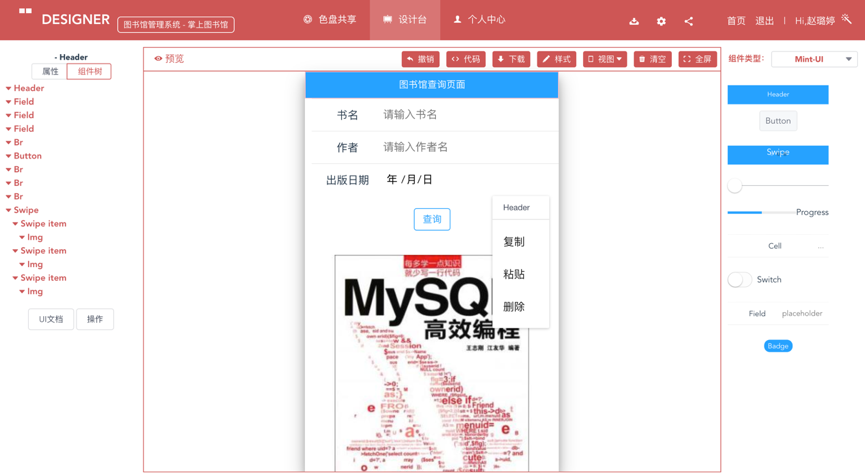 DESIGNER
图书馆管理系统 - 掌上图书馆
色盘共享
设计台
个人中心
首页 退出 | Hi,赵璐婷
- Header
属性
组件树
Header
Field
Field
Field
Br
Button
Br
Br
Br
Swipe
Swipe item
Img
Swipe item
Img
Swipe item
Img
UI文档
操作
预览
撤销
代码
下载
样式
视图
清空
全屏
图书馆查询页面
书名 请输入书名
作者 请输入作者名
出版日期 年 /月/日
查询
Header
复制
粘贴
删除
每多学一点知识
就少写一行代码
MySQL
高效编程
王志刚 江友华 编著
组件类型:
Mint-UI
Header
Button
Swipe
Progress
Cell ...
Switch
Field placeholder
Badge